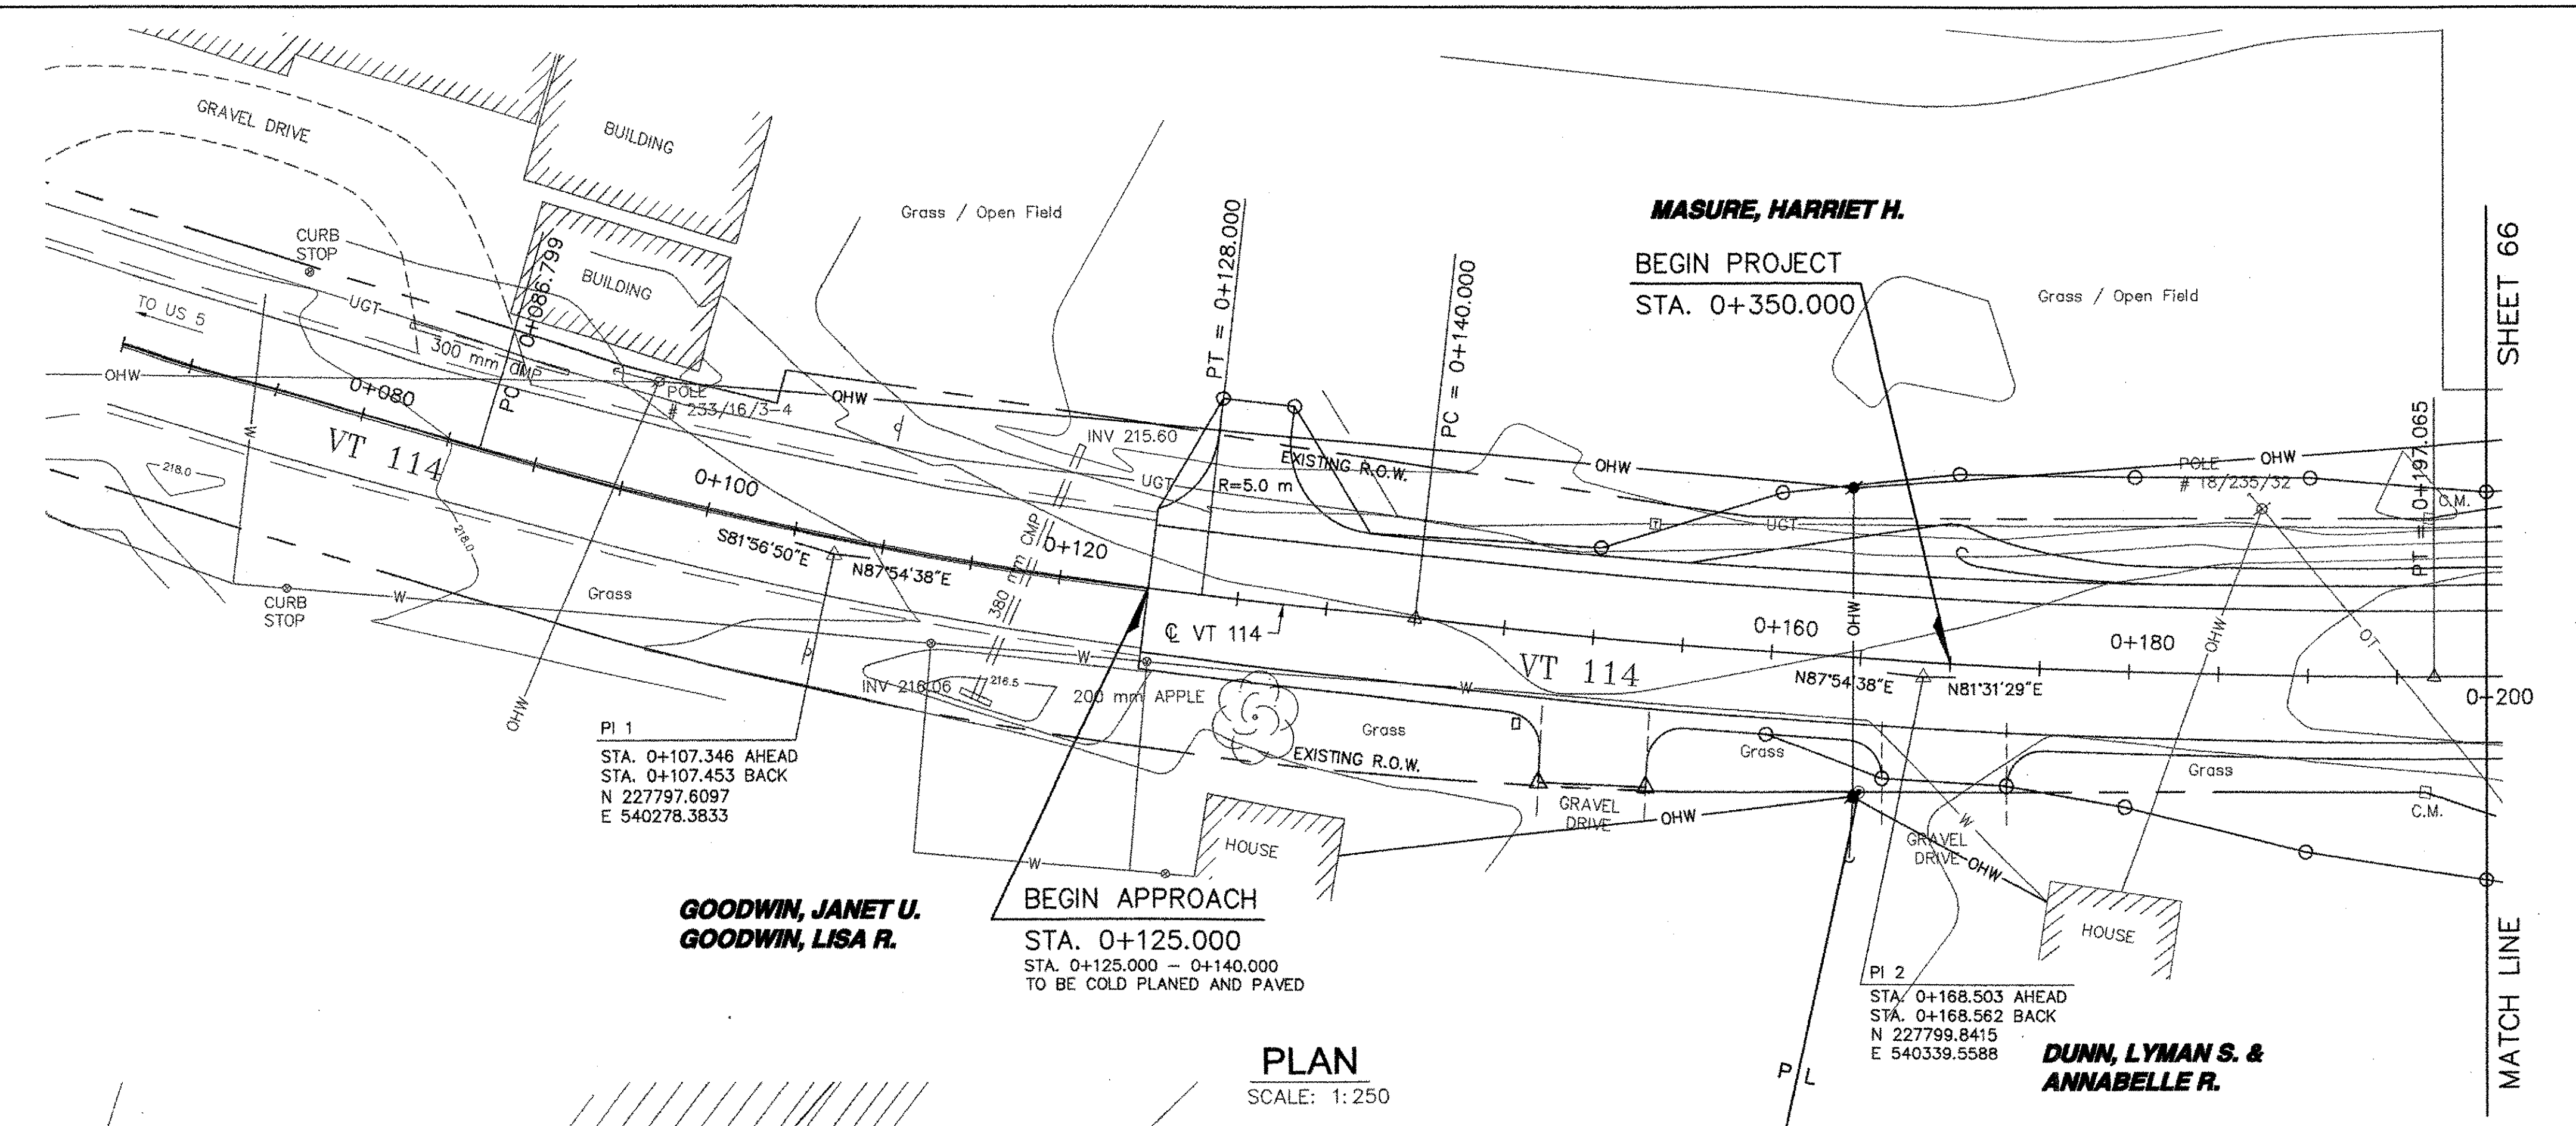 GRAVEL DRIVE
BUILDING
CURB
STOP
BUILDING
Grass / Open Field
MASURE, HARRIET H.
BEGIN PROJECT
STA. 0+350.000
Grass / Open Field
SHEET 66
PT = 0+128.000
PC = 0+140.000
PC 0+086.799
TO US 5
UGT
300 mm CMP
OHW
0+080
POLE
# 233/16/3-4
OHW
VT 114
W
218.0
218.0
0+100
INV 215.60
UGT
EXISTING R.O.W.
R=5.0 m
OHW
OHW
POLE
# 18/235/32
UGT
C.M.
PT = 0+197.065
S81°56'50"E
N87°54'38"E
380 mm CMP
0+120
Grass
CURB
STOP
W
W
℄ VT 114
VT 114
0+160
OHW
0+180
OHW
OT
N87°54'38"E
N81°31'29"E
0+200
OHW
INV 216.06
216.5
200 mm APPLE
W
Grass
EXISTING R.O.W.
Grass
Grass
PI 1
STA. 0+107.346 AHEAD
STA. 0+107.453 BACK
N 227797.6097
E 540278.3833
GRAVEL
DRIVE
OHW
W
GRAVEL
DRIVE
OHW
C.M.
HOUSE
W
HOUSE
GOODWIN, JANET U.
GOODWIN, LISA R.
BEGIN APPROACH
STA. 0+125.000
STA. 0+125.000 - 0+140.000
TO BE COLD PLANED AND PAVED
PI 2
STA. 0+168.503 AHEAD
STA. 0+168.562 BACK
N 227799.8415
E 540339.5588
DUNN, LYMAN S. &
ANNABELLE R.
MATCH LINE
P L
PLAN
SCALE: 1:250